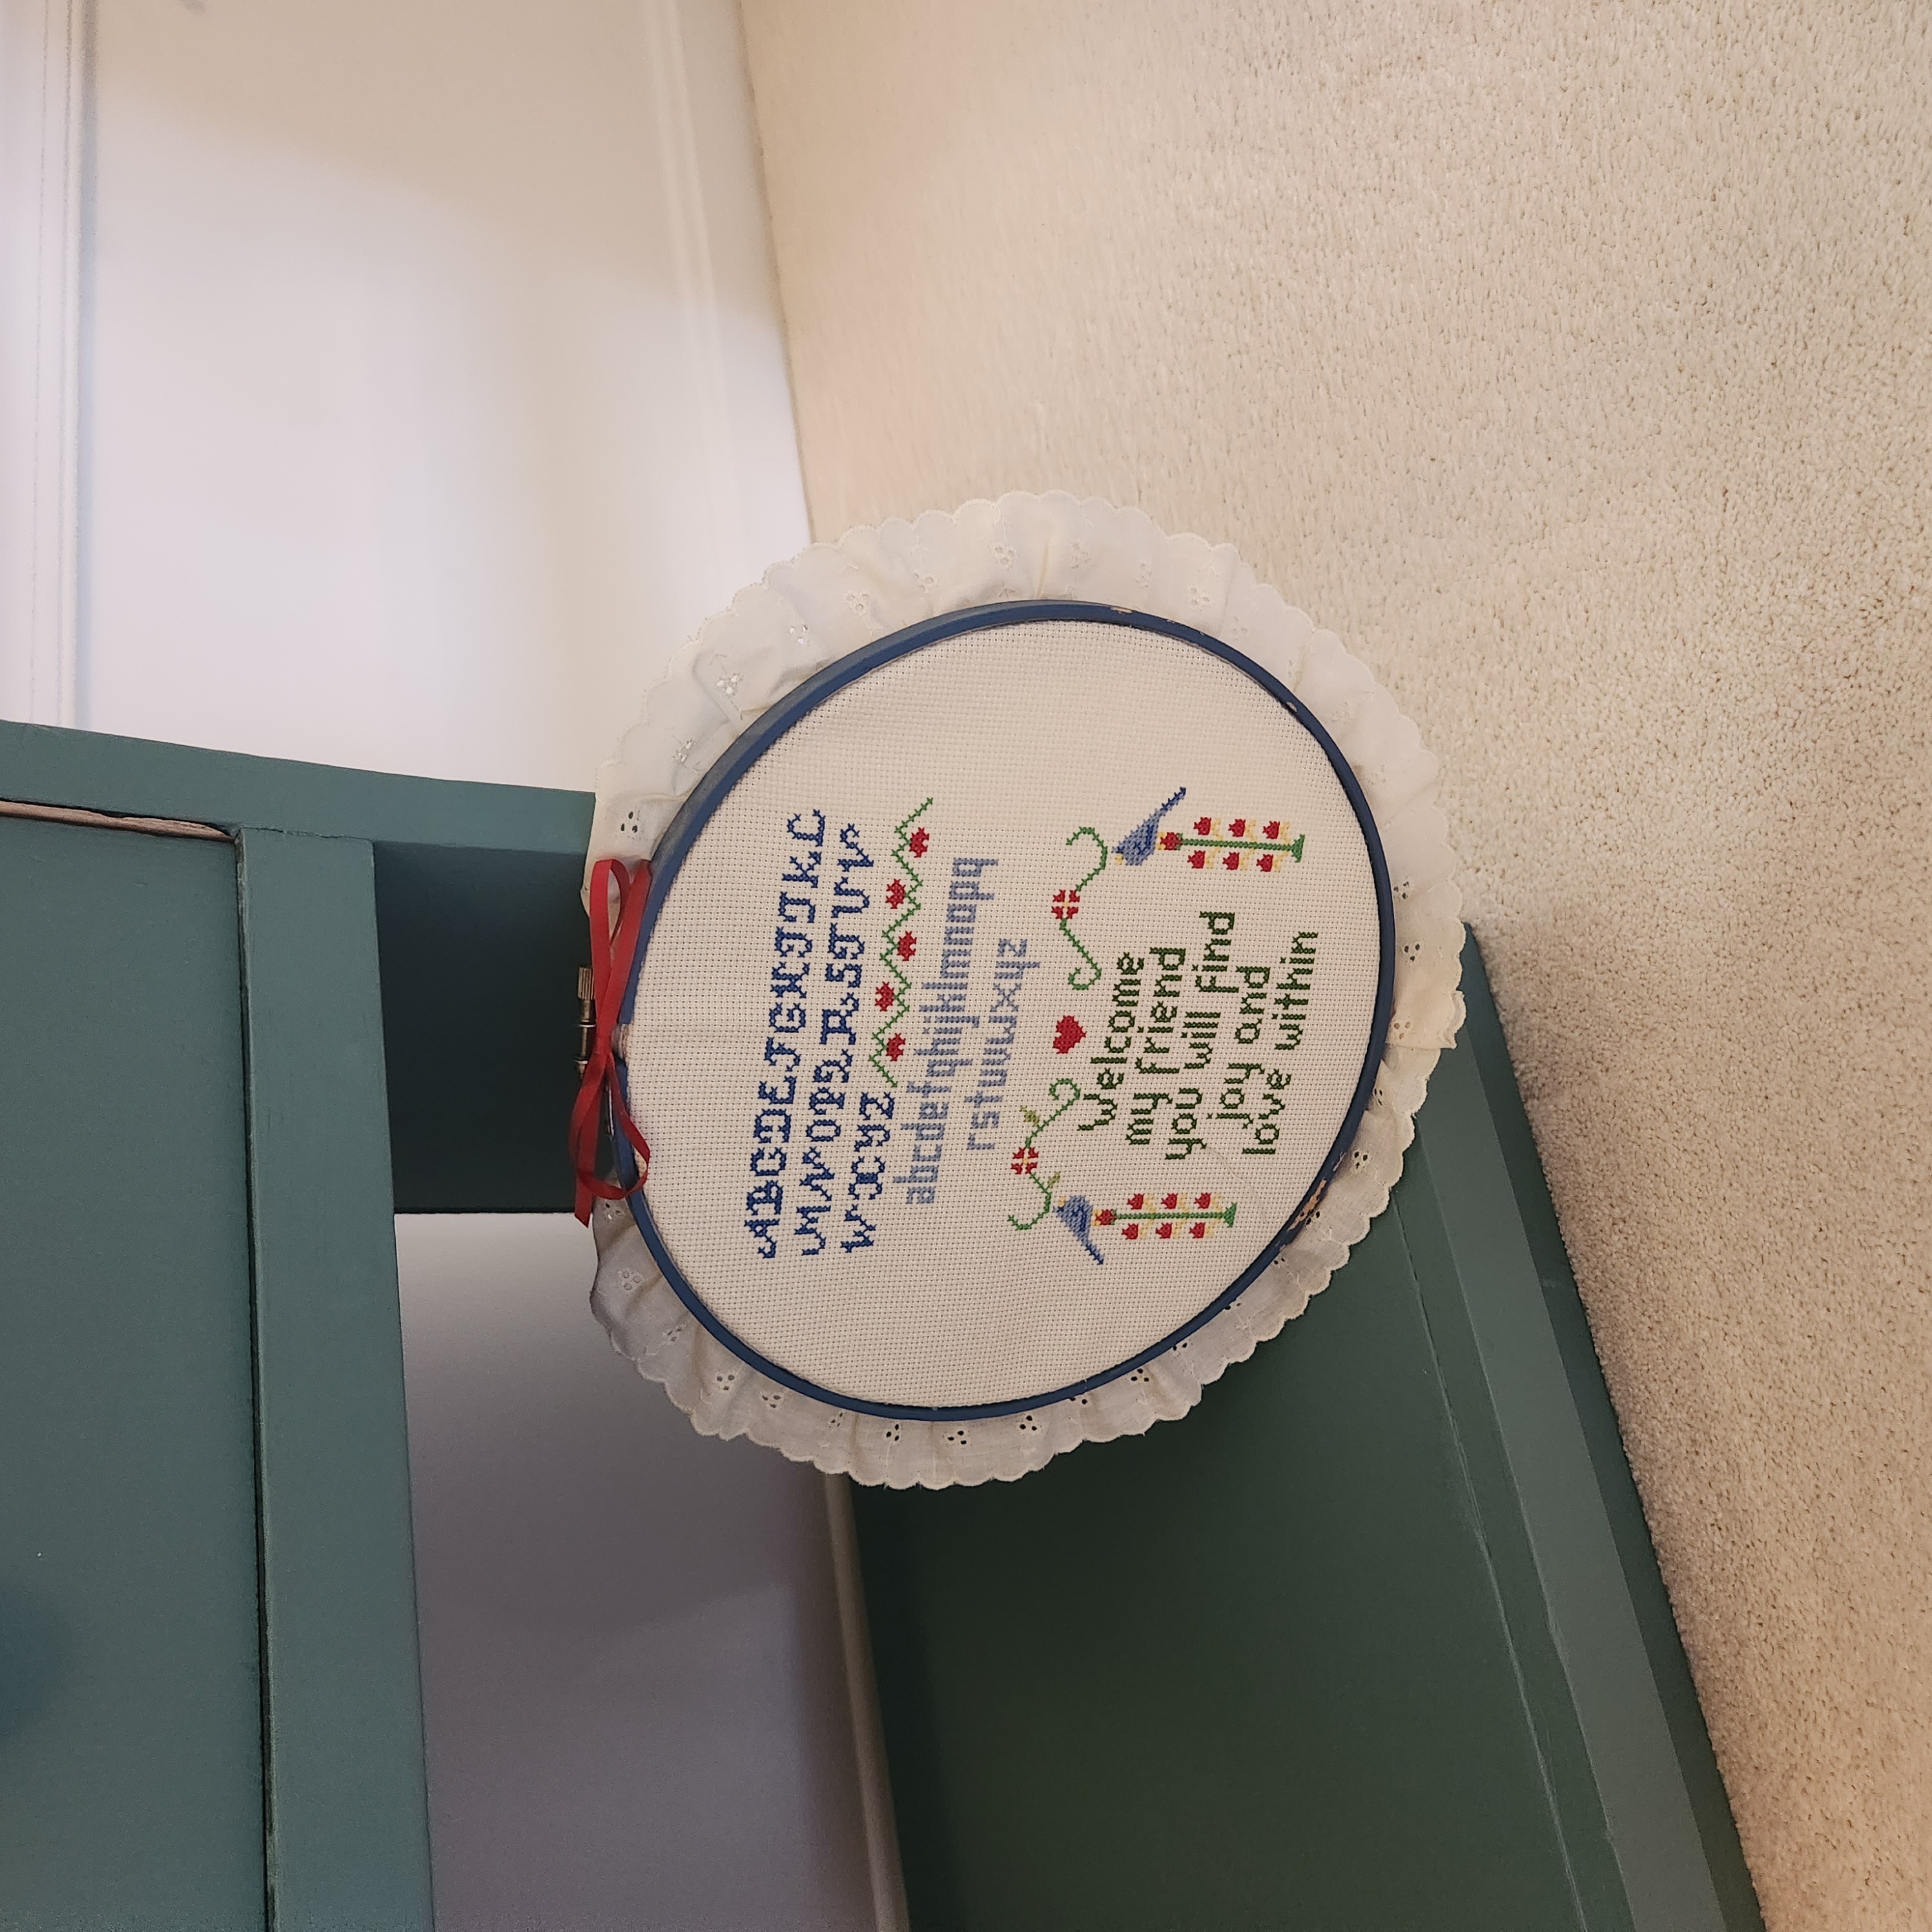 ABCDEFGHIJKL
MNOPQRSTUV
WXYZ
abcdefghijklmnopq
rstuvwxyz
Welcome
my friend
you will find
joy and
love within